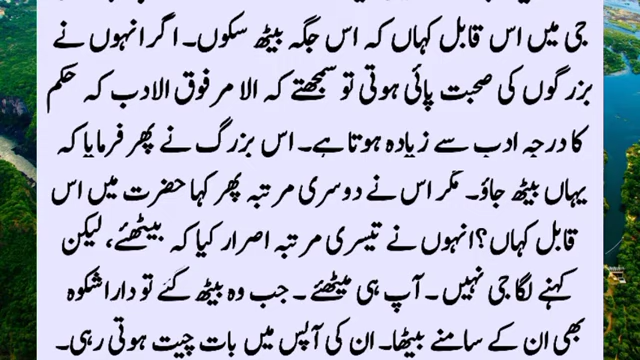 جی میں اس قابل کہاں کہ اس جگہ بیٹھ سکوں۔ اگر انہوں نے
بزرگوں کی صحبت پائی ہوتی تو سمجھتے کہ الا مر فوق الادب کہ حکم
کا درجہ ادب سے زیادہ ہوتا ہے۔ اس بزرگ نے پھر فرمایا کہ
یہاں بیٹھ جاؤ۔ مگر اس نے دوسری مرتبہ پھر کہا حضرت میں اس
قابل کہاں؟ انہوں نے تیسری مرتبہ اصرار کیا کہ بیٹھئے، لیکن
کہنے لگا جی نہیں۔ آپ ہی میٹھئے۔ جب وہ بیٹھ گئے تو داراشکوہ
بھی ان کے سامنے بیٹھا۔ ان کی آپس میں بات چیت ہوتی رہی۔